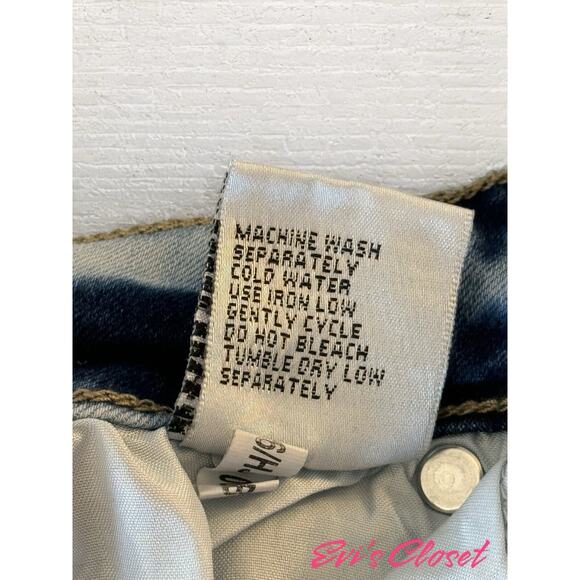 MACHINE WASH
SEPARATELY
COLD WATER
USE IRON LOW
GENTLY CYCLE
DO NOT BLEACH
TUMBLE DRY LOW
SEPARATELY
Evi's Closet